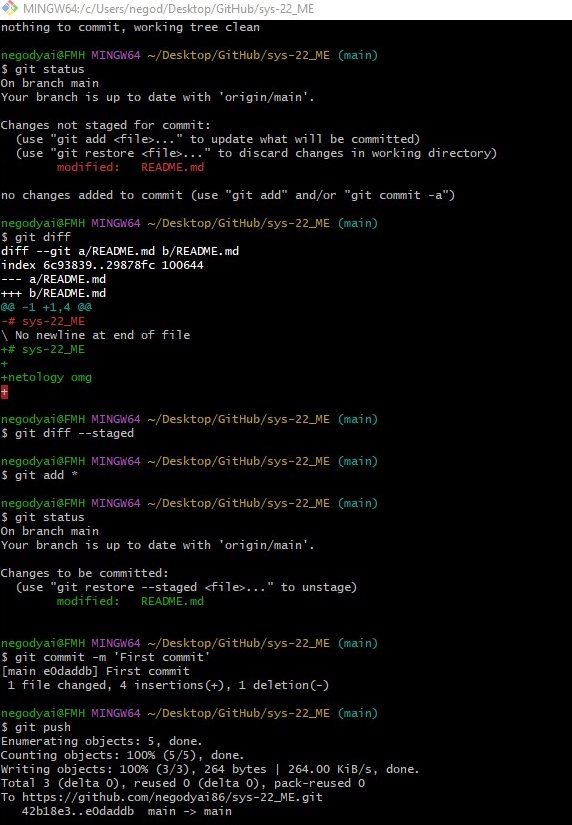 MINGW64:/c/Users/negod/Desktop/GitHub/sys-22_ME
nothing to commit, working tree clean
negodyai@FMH MINGW64 ~/Desktop/GitHub/sys-22_ME (main)
$ git status
On branch main
Your branch is up to date with 'origin/main'.
Changes not staged for commit:
  (use "git add <file>..." to update what will be committed)
  (use "git restore <file>..." to discard changes in working directory)
        modified:   README.md
no changes added to commit (use "git add" and/or "git commit -a")
negodyai@FMH MINGW64 ~/Desktop/GitHub/sys-22_ME (main)
$ git diff
diff --git a/README.md b/README.md
index 6c93839..29878fc 100644
--- a/README.md
+++ b/README.md
@@ -1 +1,4 @@
-# sys-22_ME
\ No newline at end of file
+# sys-22_ME
+
+netology omg
+
negodyai@FMH MINGW64 ~/Desktop/GitHub/sys-22_ME (main)
$ git diff --staged
negodyai@FMH MINGW64 ~/Desktop/GitHub/sys-22_ME (main)
$ git add *
negodyai@FMH MINGW64 ~/Desktop/GitHub/sys-22_ME (main)
$ git status
On branch main
Your branch is up to date with 'origin/main'.
Changes to be committed:
  (use "git restore --staged <file>..." to unstage)
        modified:   README.md
negodyai@FMH MINGW64 ~/Desktop/GitHub/sys-22_ME (main)
$ git commit -m 'First commit'
[main e0daddb] First commit
 1 file changed, 4 insertions(+), 1 deletion(-)
negodyai@FMH MINGW64 ~/Desktop/GitHub/sys-22_ME (main)
$ git push
Enumerating objects: 5, done.
Counting objects: 100% (5/5), done.
Writing objects: 100% (3/3), 264 bytes | 264.00 KiB/s, done.
Total 3 (delta 0), reused 0 (delta 0), pack-reused 0
To https://github.com/negodyai86/sys-22_ME.git
   42b18e3..e0daddb  main -> main